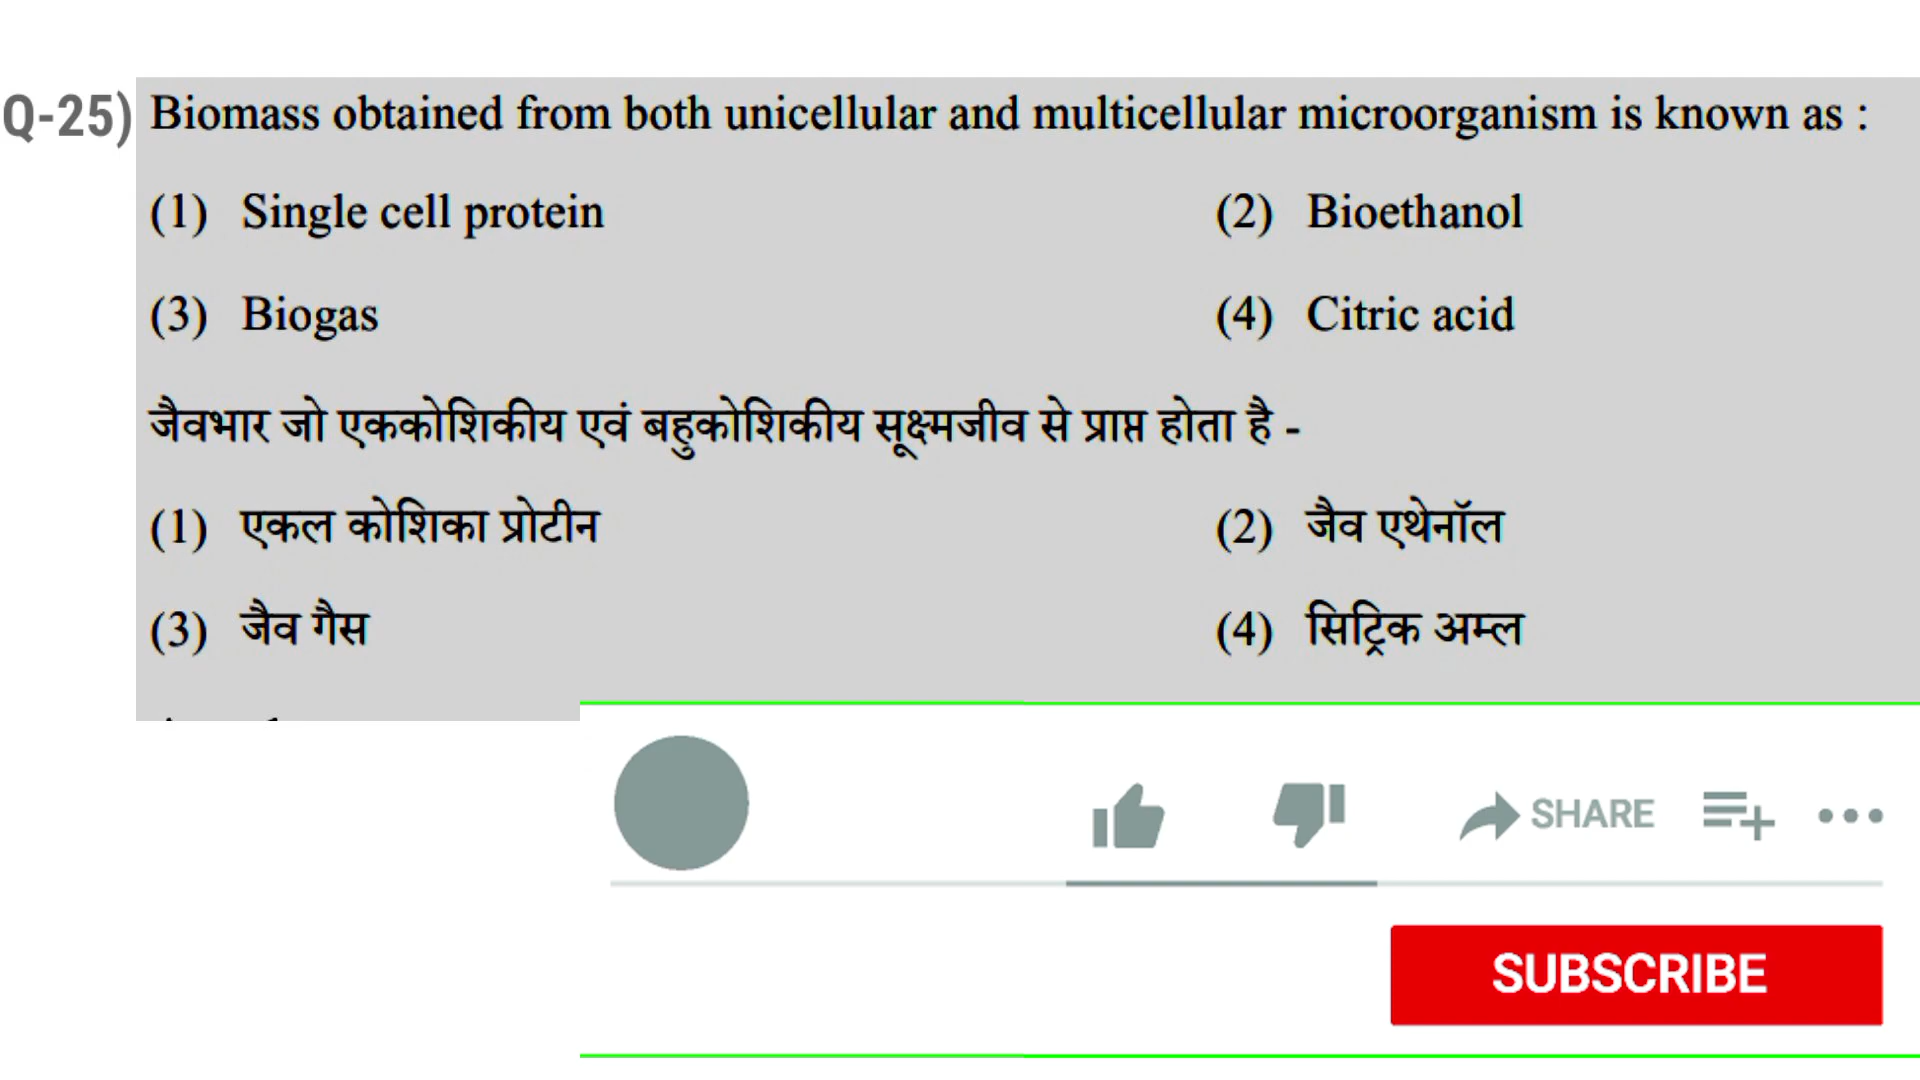 Q-25) Biomass obtained from both unicellular and multicellular microorganism is known as :
(1) Single cell protein (2) Bioethanol
(3) Biogas (4) Citric acid
जैवभार जो एककोशिकीय एवं बहुकोशिकीय सूक्ष्मजीव से प्राप्त होता है -
(1) एकल कोशिका प्रोटीन (2) जैव एथेनॉल
(3) जैव गैस (4) सिट्रिक अम्ल
SHARE
SUBSCRIBE